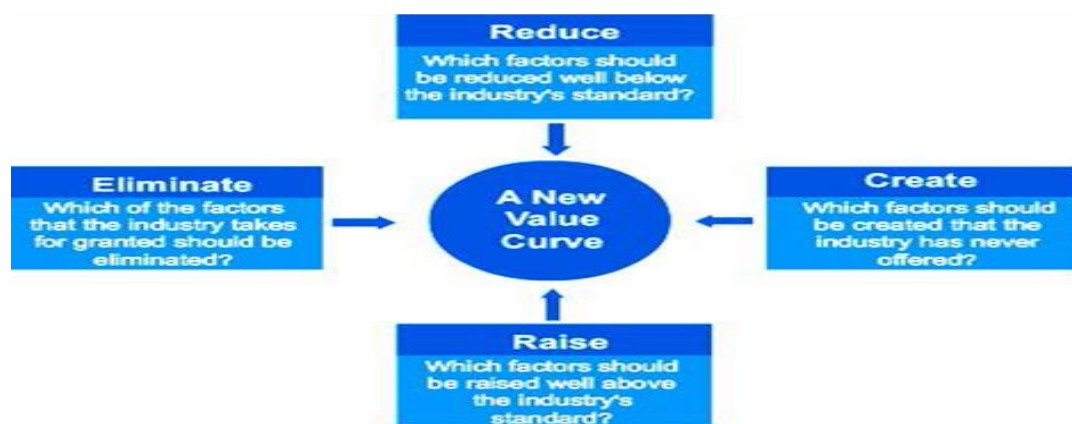 Reduce
Which factors should
be reduced well below
the industry's standard?
Eliminate
Which of the factors
that the industry takes
for granted should be
eliminated?
A New
Value
Curve
Create
Which factors should
be created that the
industry has never
offered?
Raise
Which factors should
be raised well above
the industry's
standard?